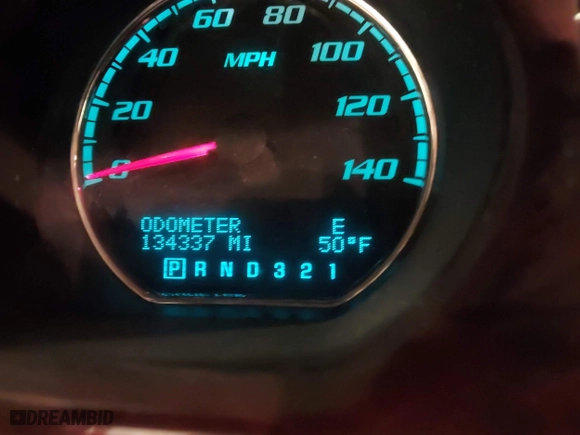 60 80
40 MPH 100
20 120
0 140
ODOMETER E
134337 MI 50°F
P R N D 3 2 1
DREAMBID